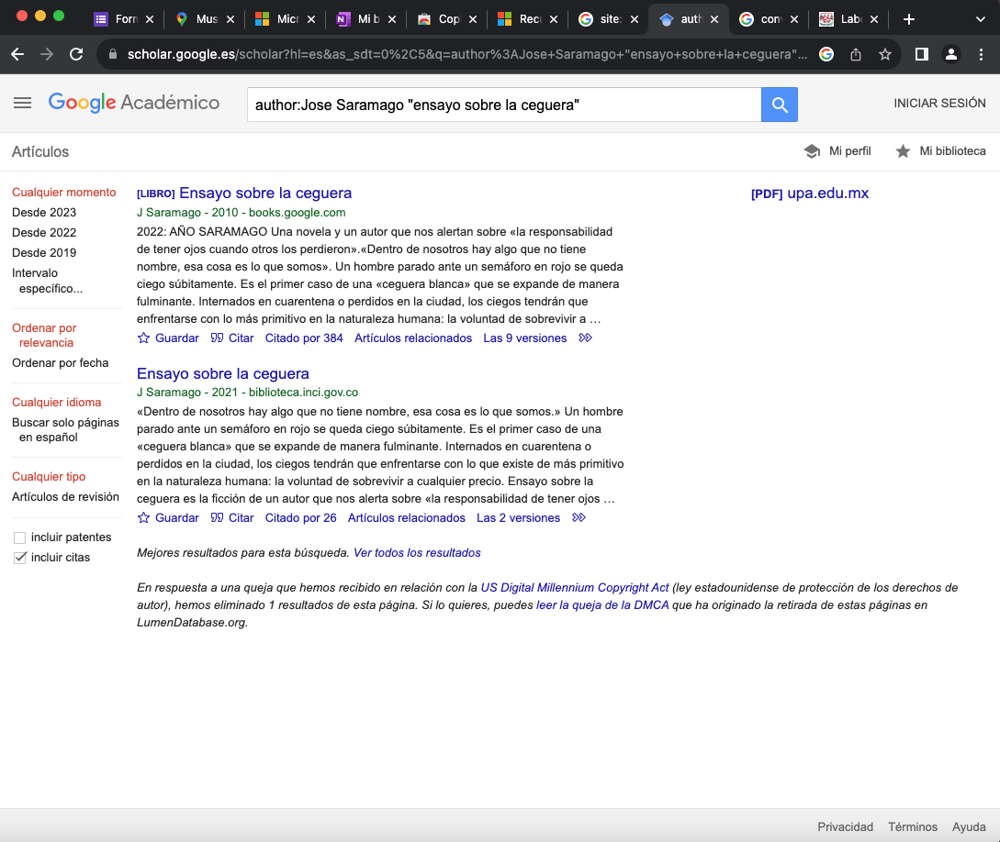 Forn
Mus
Micr
Mi b
Cop
Recu
site:
auth
con
Labo
scholar.google.es/scholar?hl=es&as_sdt=0%2C5&q=author%3AJose+Saramago+"ensayo+sobre+la+ceguera"...
Google Académico
author:Jose Saramago "ensayo sobre la ceguera"
INICIAR SESIÓN
Artículos
Mi perfil
Mi biblioteca
Cualquier momento
Desde 2023
Desde 2022
Desde 2019
Intervalo
específico...
Ordenar por
relevancia
Ordenar por fecha
Cualquier idioma
Buscar solo páginas
en español
Cualquier tipo
Artículos de revisión
incluir patentes
incluir citas
[LIBRO] Ensayo sobre la ceguera
J Saramago - 2010 - books.google.com
2022: AÑO SARAMAGO Una novela y un autor que nos alertan sobre «la responsabilidad
de tener ojos cuando otros los perdieron».«Dentro de nosotros hay algo que no tiene
nombre, esa cosa es lo que somos». Un hombre parado ante un semáforo en rojo se queda
ciego súbitamente. Es el primer caso de una «ceguera blanca» que se expande de manera
fulminante. Internados en cuarentena o perdidos en la ciudad, los ciegos tendrán que
enfrentarse con lo más primitivo en la naturaleza humana: la voluntad de sobrevivir a …
Guardar Citar Citado por 384 Artículos relacionados Las 9 versiones
[PDF] upa.edu.mx
Ensayo sobre la ceguera
J Saramago - 2021 - biblioteca.inci.gov.co
«Dentro de nosotros hay algo que no tiene nombre, esa cosa es lo que somos.» Un hombre
parado ante un semáforo en rojo se queda ciego súbitamente. Es el primer caso de una
«ceguera blanca» que se expande de manera fulminante. Internados en cuarentena o
perdidos en la ciudad, los ciegos tendrán que enfrentarse con lo que existe de más primitivo
en la naturaleza humana: la voluntad de sobrevivir a cualquier precio. Ensayo sobre la
ceguera es la ficción de un autor que nos alerta sobre «la responsabilidad de tener ojos …
Guardar Citar Citado por 26 Artículos relacionados Las 2 versiones
Mejores resultados para esta búsqueda. Ver todos los resultados
En respuesta a una queja que hemos recibido en relación con la US Digital Millennium Copyright Act (ley estadounidense de protección de los derechos de
autor), hemos eliminado 1 resultados de esta página. Si lo quieres, puedes leer la queja de la DMCA que ha originado la retirada de estas páginas en
LumenDatabase.org.
Privacidad Términos Ayuda